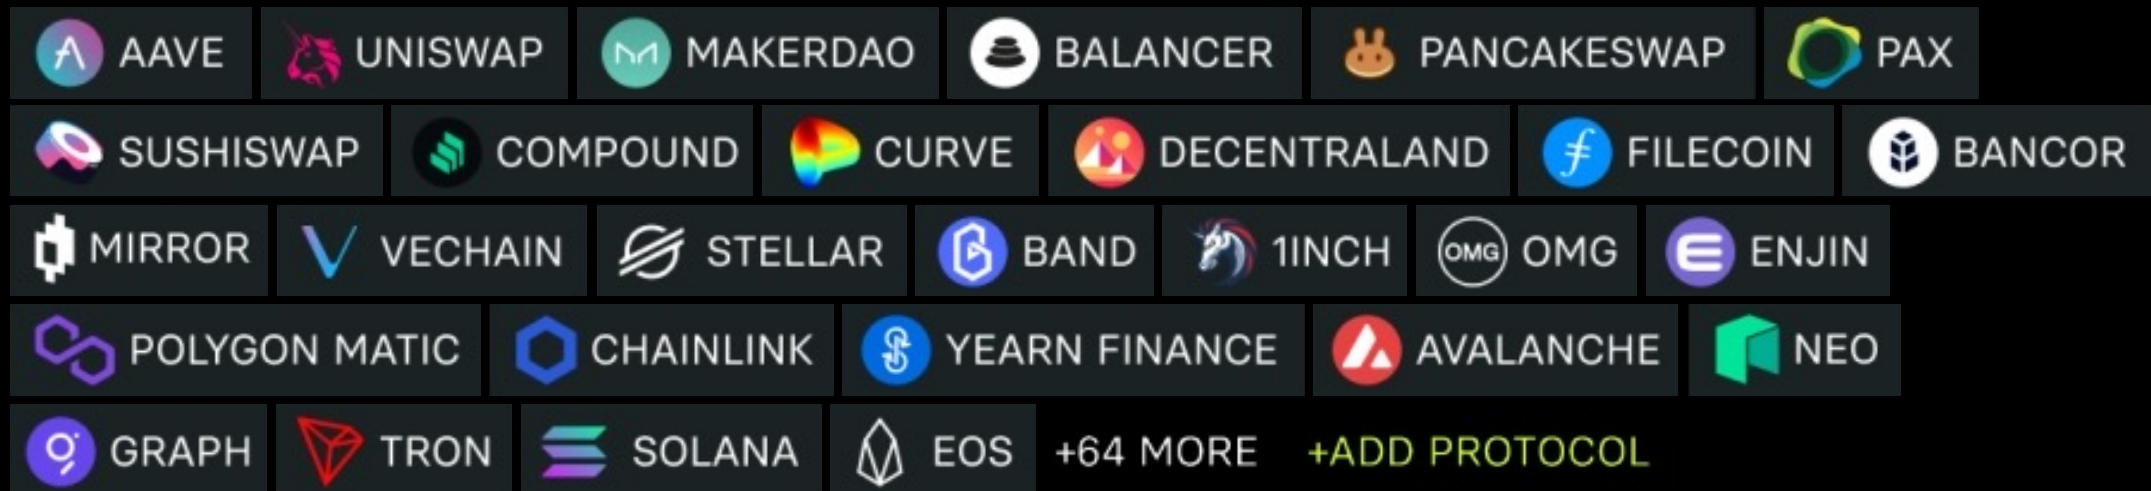 AAVE UNISWAP MAKERDAO BALANCER PANCAKESWAP PAX
SUSHISWAP COMPOUND CURVE DECENTRALAND FILECOIN BANCOR
MIRROR VECHAIN STELLAR BAND 1INCH OMG OMG ENJIN
POLYGON MATIC CHAINLINK YEARN FINANCE AVALANCHE NEO
GRAPH TRON SOLANA EOS +64 MORE +ADD PROTOCOL